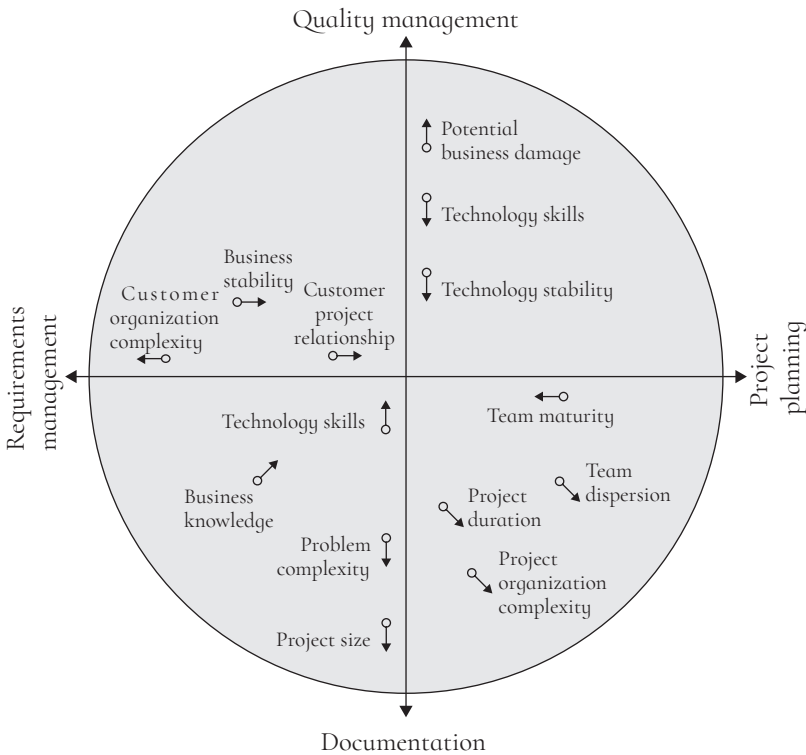 Quality management
Potential
business damage
Technology skills
Technology stability
Business
stability
Customer
organization
complexity
Customer
project
relationship
Requirements
management
Project
planning
Technology skills
Team maturity
Business
knowledge
Team
dispersion
Project
duration
Problem
complexity
Project
organization
complexity
Project size
Documentation